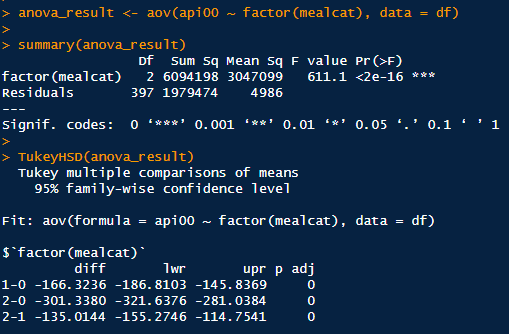 > anova_result <- aov(api00 ~ factor(mealcat), data = df)
>
> summary(anova_result)
                 Df  Sum Sq Mean Sq F value Pr(>F)
factor(mealcat)   2 6094198 3047099   611.1 <2e-16 ***
Residuals       397 1979474    4986
---
Signif. codes:  0 ‘***’ 0.001 ‘**’ 0.01 ‘*’ 0.05 ‘.’ 0.1 ‘ ’ 1
>
> TukeyHSD(anova_result)
  Tukey multiple comparisons of means
    95% family-wise confidence level

Fit: aov(formula = api00 ~ factor(mealcat), data = df)

$`factor(mealcat)`
         diff       lwr       upr p adj
1-0 -166.3236 -186.8103 -145.8369     0
2-0 -301.3380 -321.6376 -281.0384     0
2-1 -135.0144 -155.2746 -114.7541     0